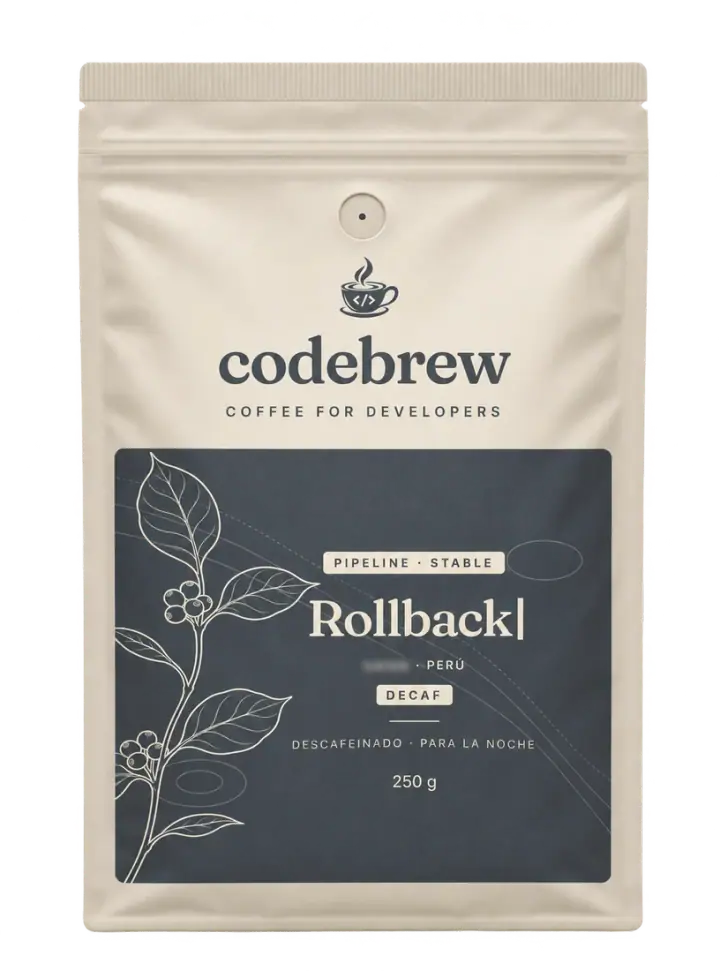 </>
codebrew
COFFEE FOR DEVELOPERS
PIPELINE · STABLE
Rollback|
· PERÚ
DECAF
DESCAFEINADO · PARA LA NOCHE
250 g